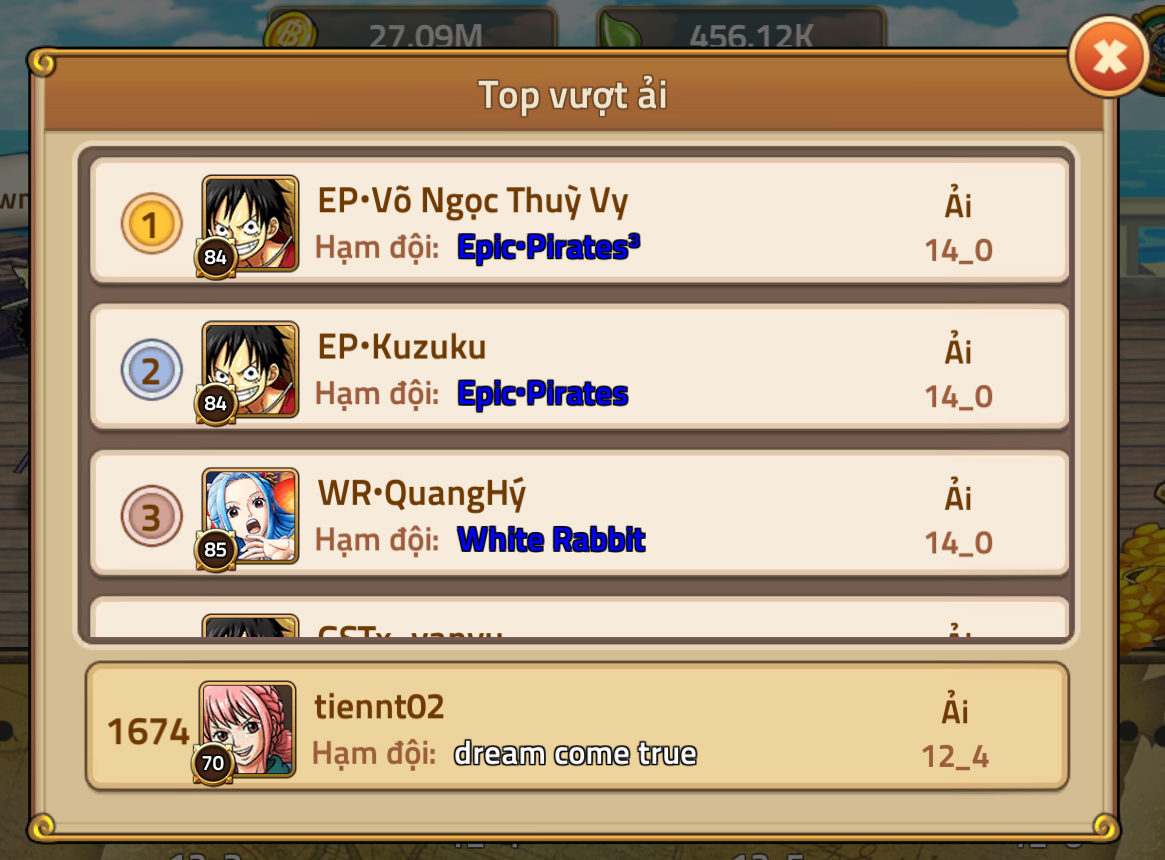 27.09M
456.12K
Top vượt ải
1
EP•Võ Ngọc Thuỳ Vy
Ải
84
Hạm đội: Epic•Pirates³
14_0
2
EP•Kuzuku
Ải
84
Hạm đội: Epic•Pirates
14_0
3
WR•QuangHý
Ải
85
Hạm đội: White Rabbit
14_0
Ải
1674
tiennt02
Ải
70
Hạm đội: dream come true
12_4